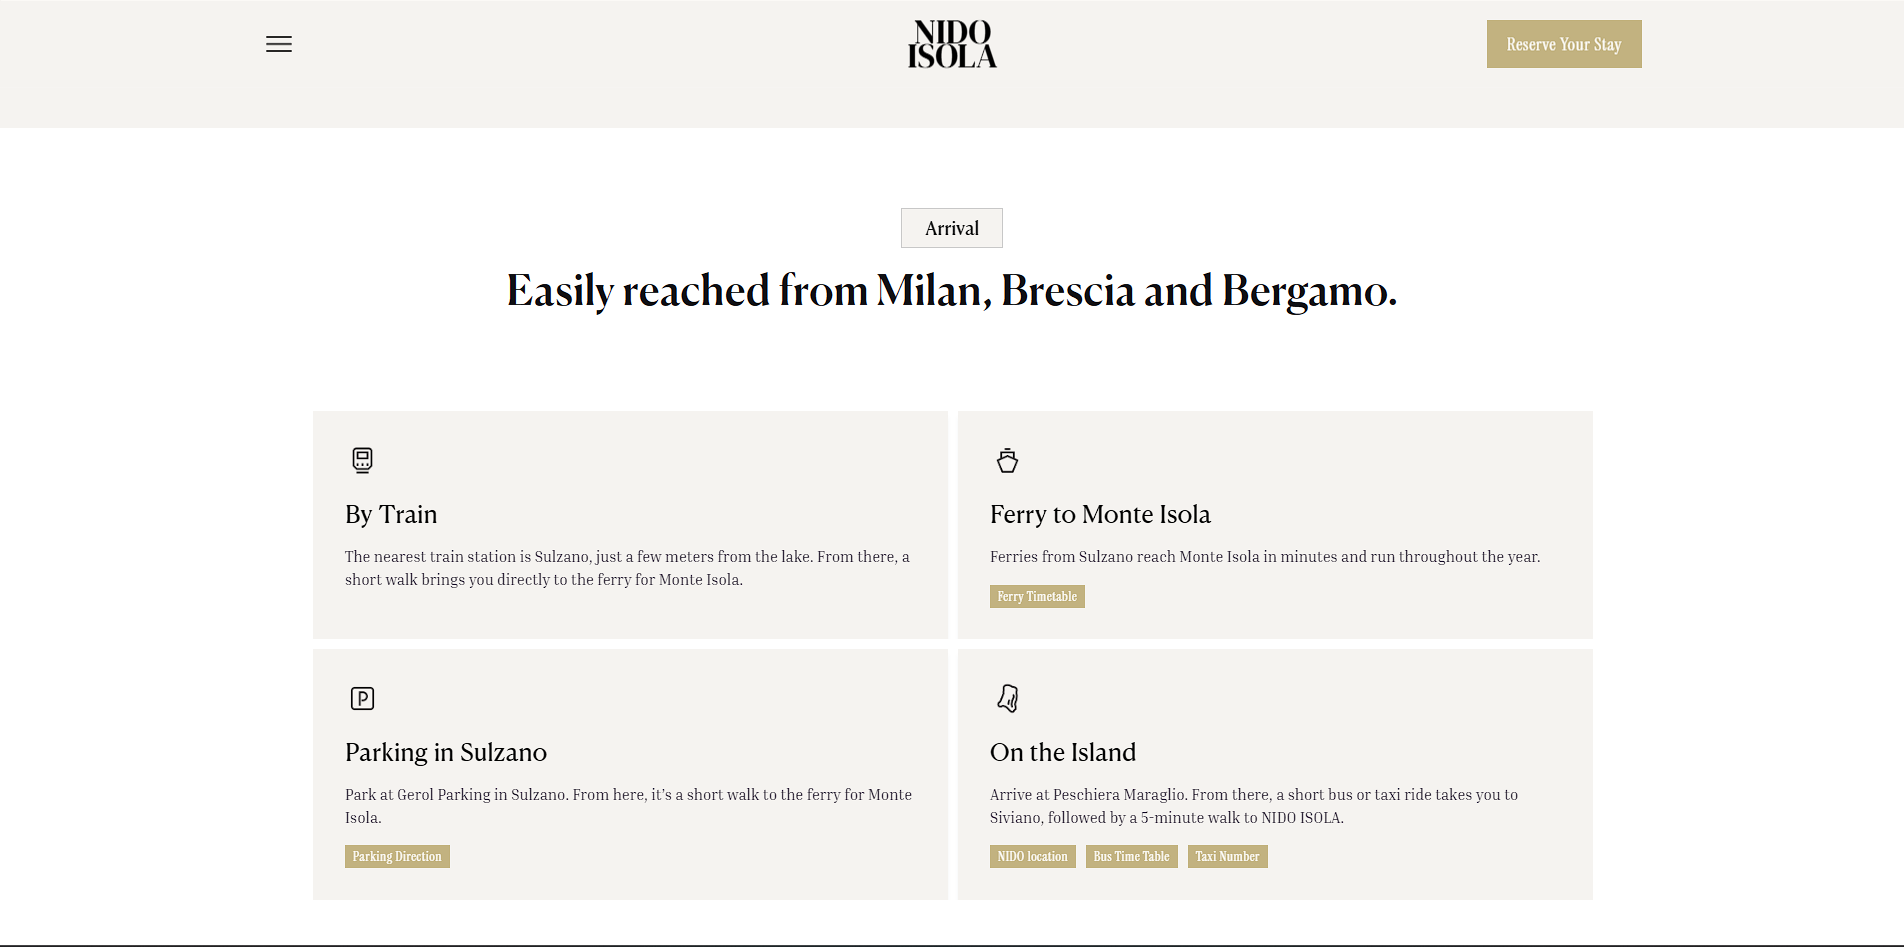 NIDO
ISOLA
Reserve Your Stay
Arrival
Easily reached from Milan, Brescia and Bergamo.
By Train
The nearest train station is Sulzano, just a few meters from the lake. From there, a
short walk brings you directly to the ferry for Monte Isola.
Ferry to Monte Isola
Ferries from Sulzano reach Monte Isola in minutes and run throughout the year.
Ferry Timetable
P
Parking in Sulzano
Park at Gerol Parking in Sulzano. From here, it’s a short walk to the ferry for Monte
Isola.
Parking Direction
On the Island
Arrive at Peschiera Maraglio. From there, a short bus or taxi ride takes you to
Siviano, followed by a 5-minute walk to NIDO ISOLA.
NIDO location
Bus Time Table
Taxi Number